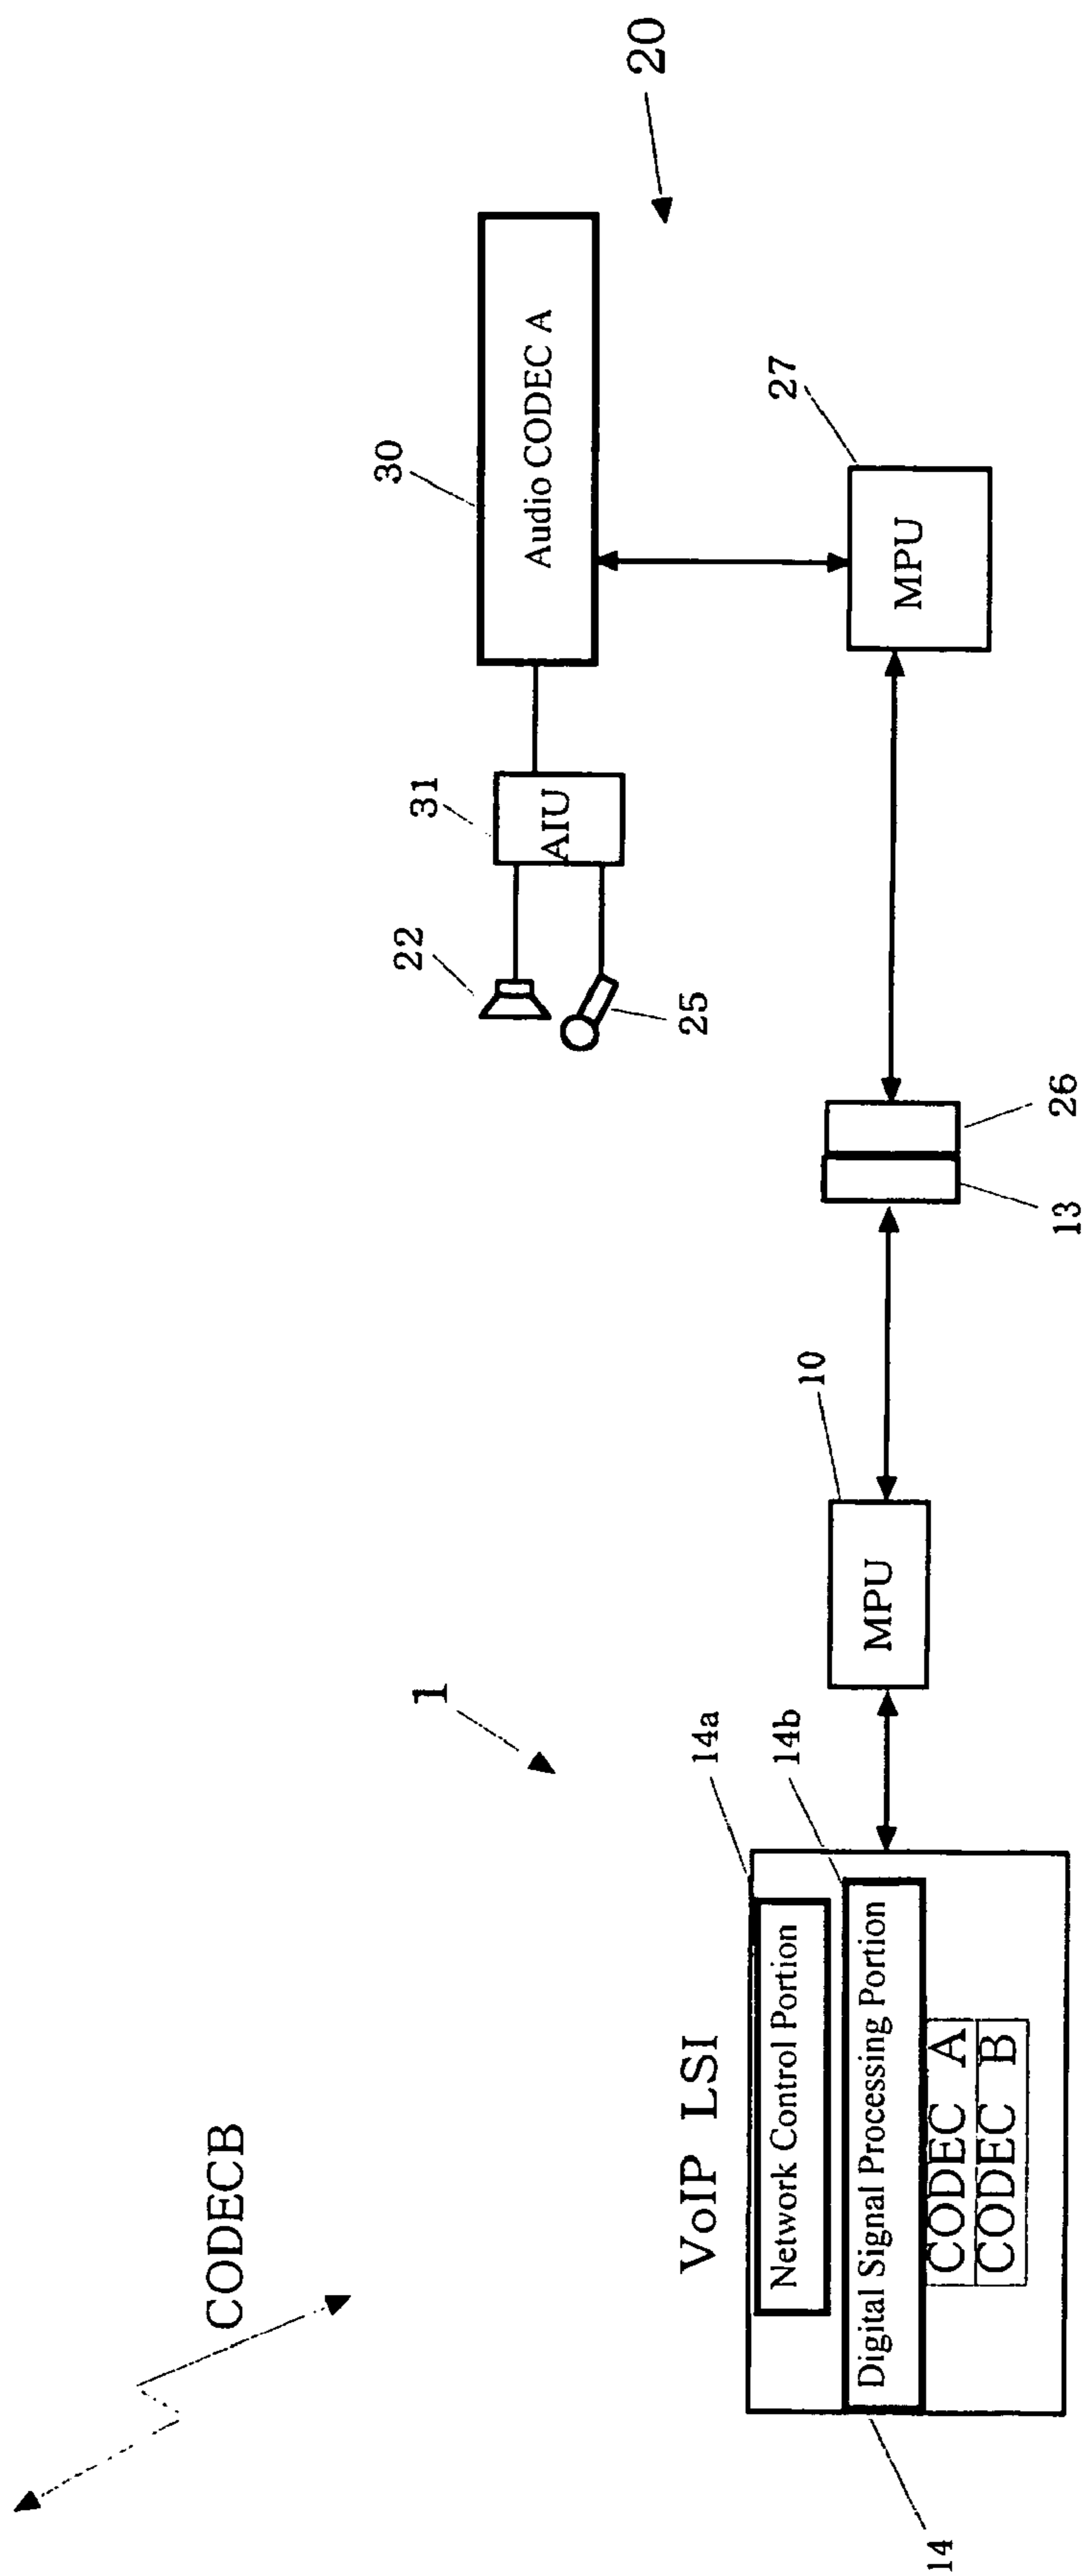 CODECB
1
20
22
31
30
Audio CODEC A
AIU
25
VoIP LSI
14a
14b
10
27
Network Control Portion
Digital Signal Processing Portion
CODEC A
CODEC B
MPU
MPU
14
13
26